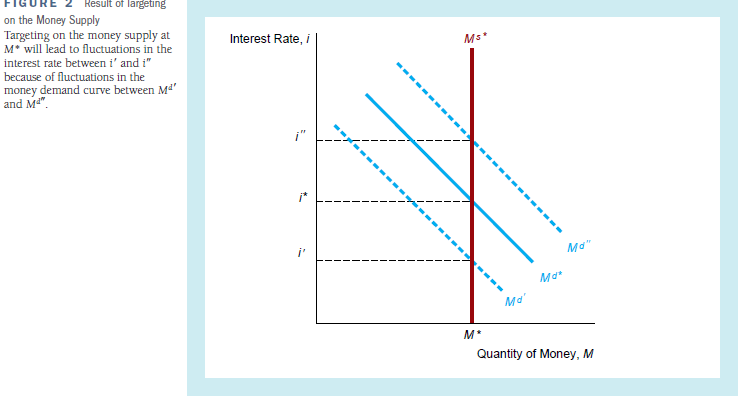 FIGURE 2 Result of Targeting
on the Money Supply
Targeting on the money supply at
M* will lead to fluctuations in the
interest rate between i′ and i″
because of fluctuations in the
money demand curve between Md′
and Md″.
Interest Rate, i
Ms*
i″
i*
i′
Md″
Md*
Md′
M*
Quantity of Money, M